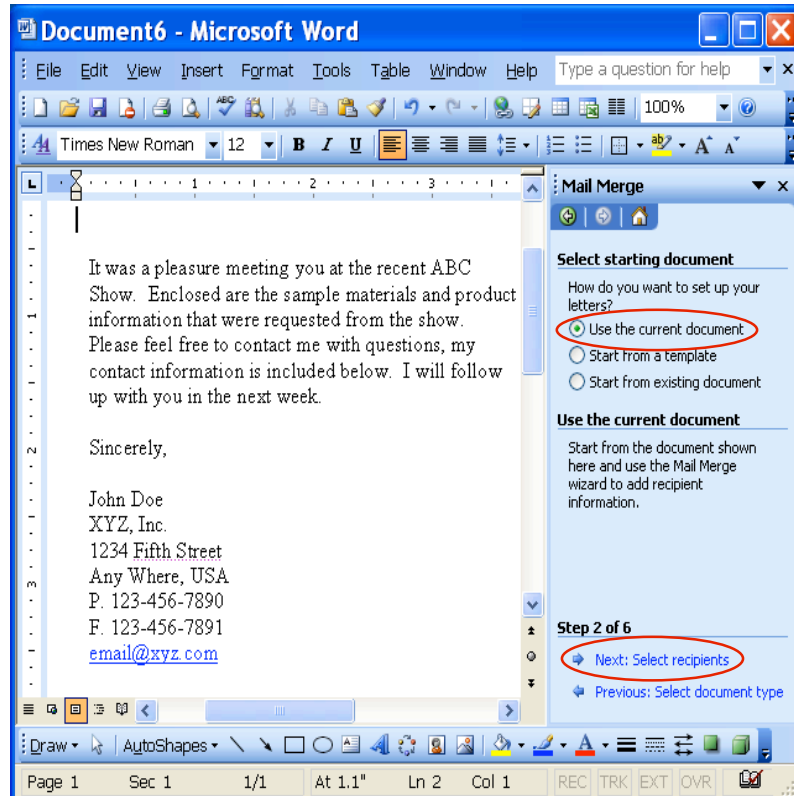 Document6 - Microsoft Word
File Edit View Insert Format Tools Table Window Help Type a question for help
100%
Times New Roman 12 B I U
1 2 3
Mail Merge
Select starting document
How do you want to set up your
letters?
Use the current document
Start from a template
Start from existing document
Use the current document
Start from the document shown
here and use the Mail Merge
wizard to add recipient
information.
Step 2 of 6
Next: Select recipients
Previous: Select document type
It was a pleasure meeting you at the recent ABC
Show. Enclosed are the sample materials and product
information that were requested from the show.
Please feel free to contact me with questions, my
contact information is included below. I will follow
up with you in the next week.
Sincerely,
John Doe
XYZ, Inc.
1234 Fifth Street
Any Where, USA
P. 123-456-7890
F. 123-456-7891
email@xyz.com
Draw AutoShapes
Page 1 Sec 1 1/1 At 1.1" Ln 2 Col 1 REC TRK EXT OVR